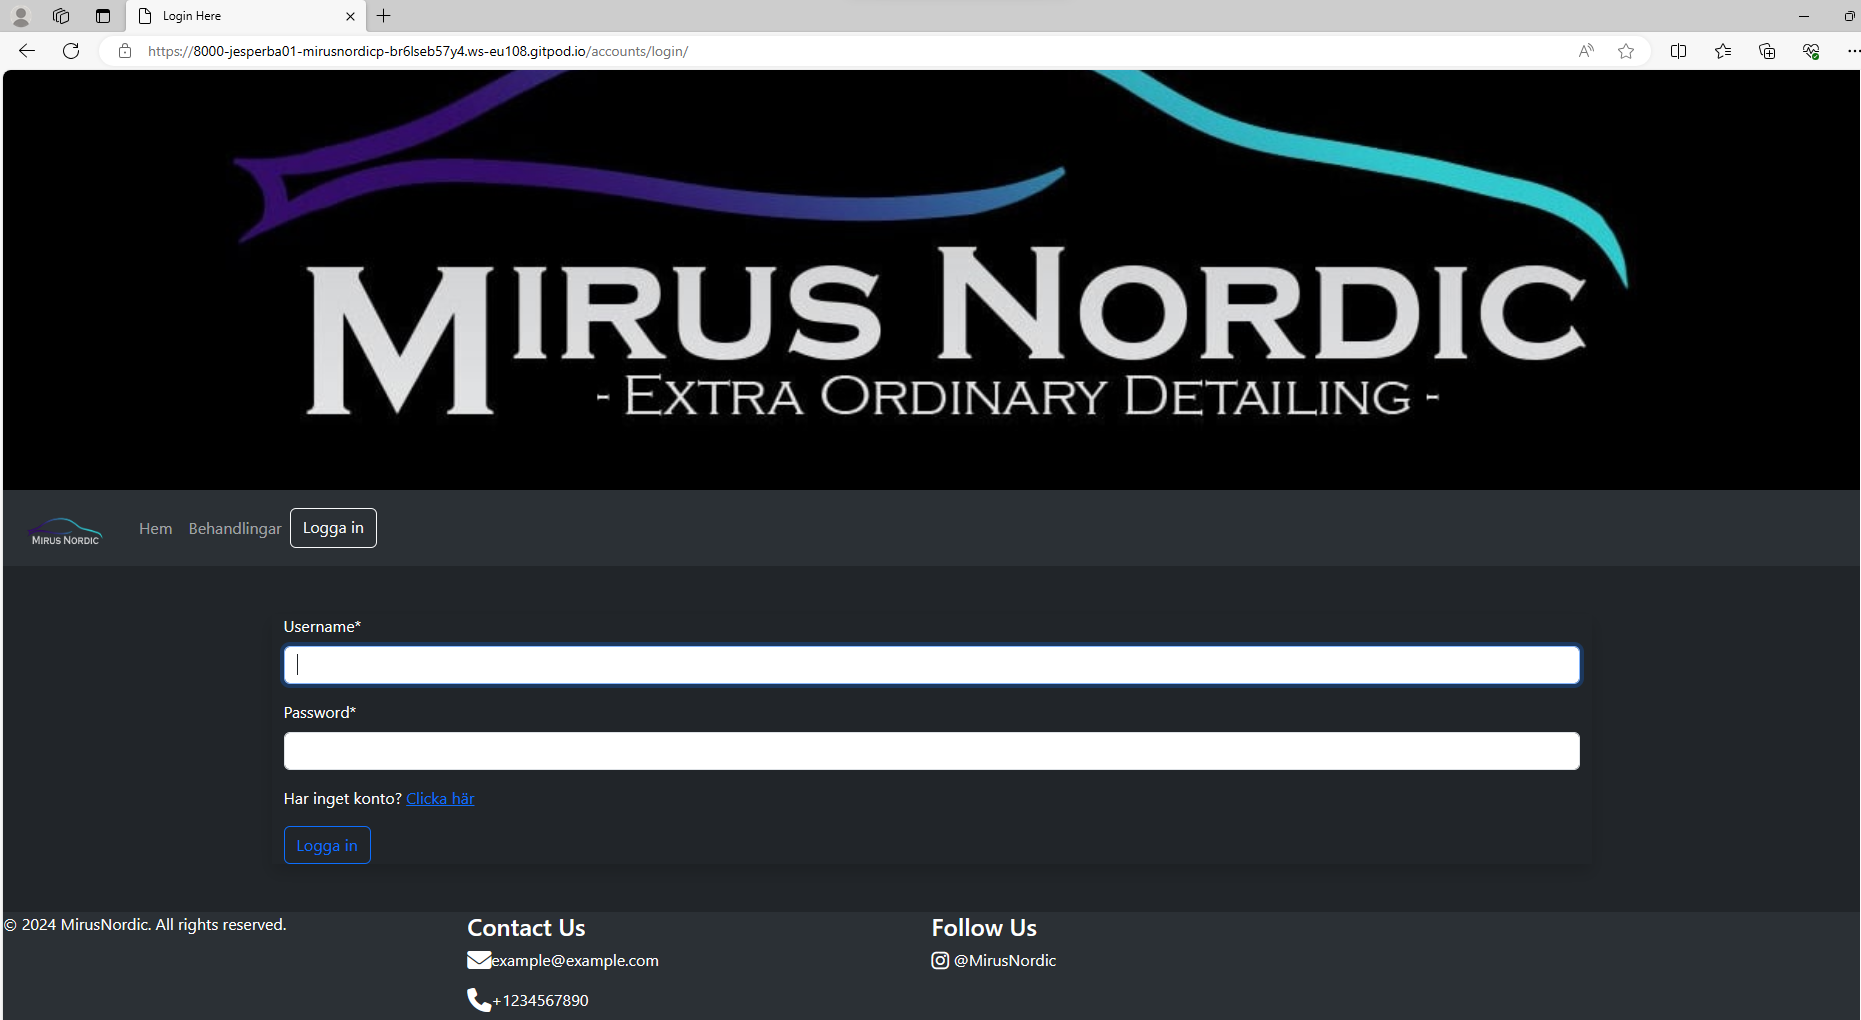 Login Here
https://8000-jesperba01-mirusnordicp-br6lseb57y4.ws-eu108.gitpod.io/accounts/login/
MIRUS NORDIC
- EXTRA ORDINARY DETAILING -
MIRUS NORDIC
Hem Behandlingar Logga in
Username*
Password*
Har inget konto? Clicka här
Logga in
© 2024 MirusNordic. All rights reserved.
Contact Us
example@example.com
+1234567890
Follow Us
@MirusNordic